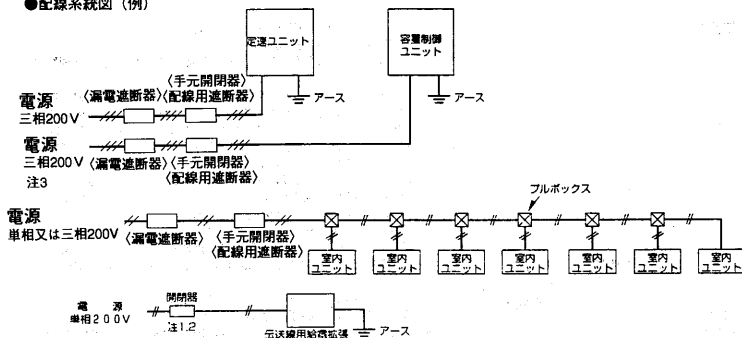 ●配線系統図（例）
定速ユニット
容量制御
ユニット
〈手元開閉器〉
〈漏電遮断器〉〈配線用遮断器〉
アース
アース
電源
三相200V
電源
三相200V 〈漏電遮断器〉〈手元開閉器〉
〈配線用遮断器〉
注3
プルボックス
電源
単相又は三相200V
〈漏電遮断器〉
〈手元開閉器〉
〈配線用遮断器〉
室内
ユニット
室内
ユニット
室内
ユニット
室内
ユニット
室内
ユニット
室内
ユニット
室内
ユニット
電 源
単相200V
開閉器
注1.2
伝送線用給電拡張
アース